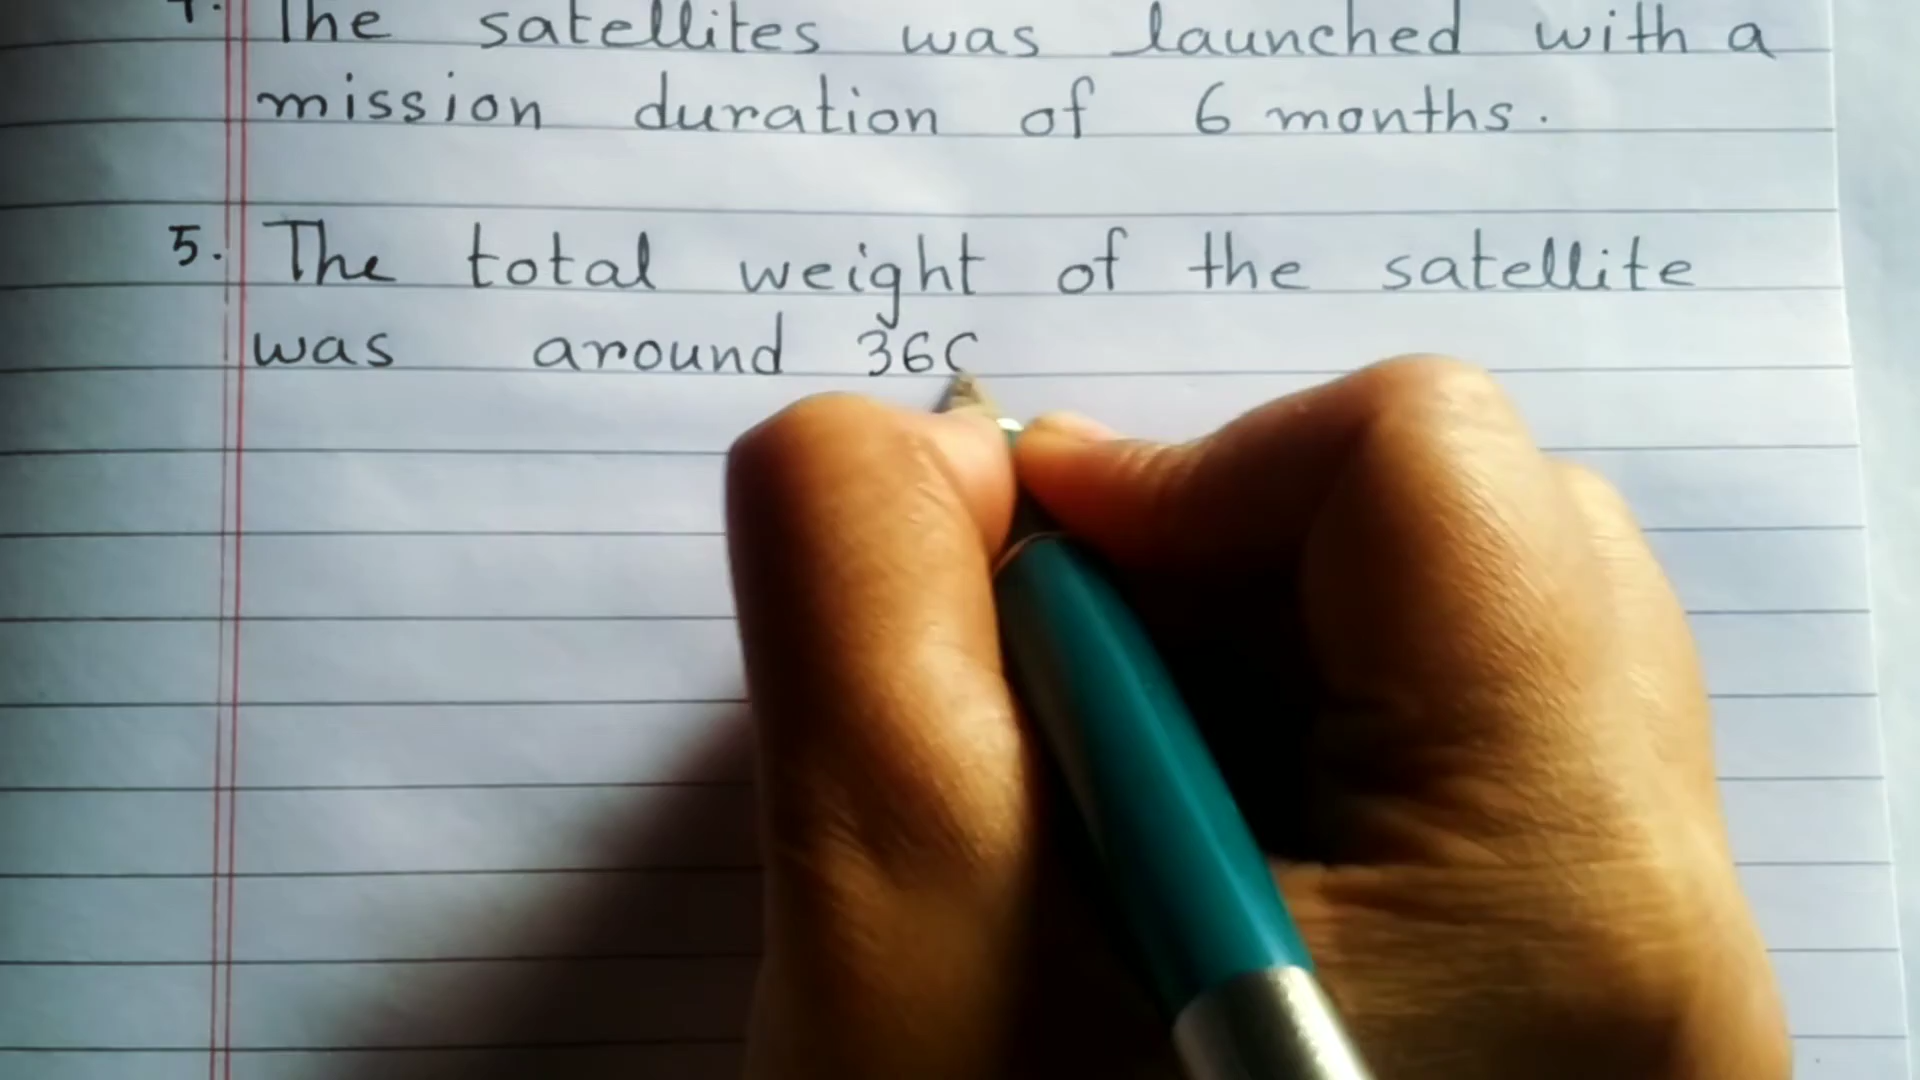 The satellites was launched with a
mission duration of 6 months.
5. The total weight of the satellite
was around 36